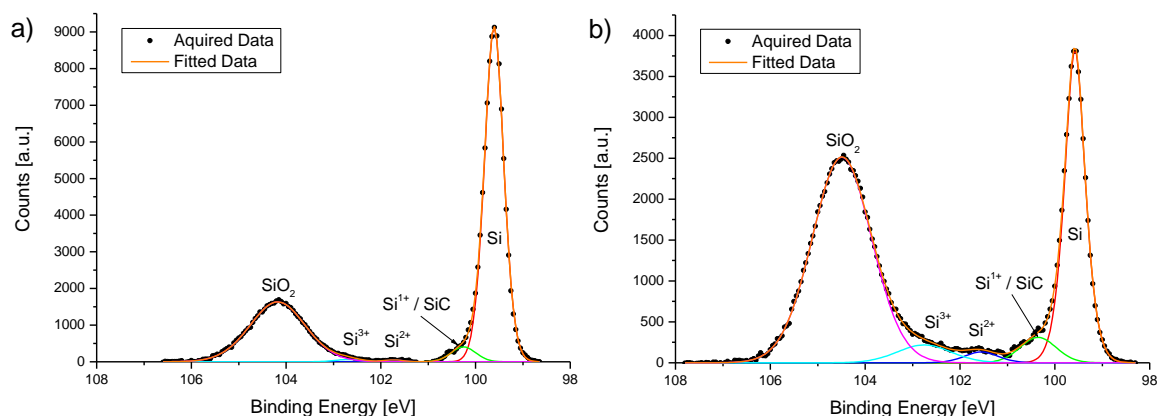 a)
Aquired Data
Fitted Data
9000
8000
7000
6000
5000
4000
3000
2000
1000
0
Counts [a.u.]
SiO2
Si3+
Si2+
Si1+ / SiC
Si
108
106
104
102
100
98
Binding Energy [eV]
b)
Aquired Data
Fitted Data
4000
3500
3000
2500
2000
1500
1000
500
0
Counts [a.u.]
SiO2
Si3+
Si2+
Si1+ / SiC
Si
108
106
104
102
100
98
Binding Energy [eV]